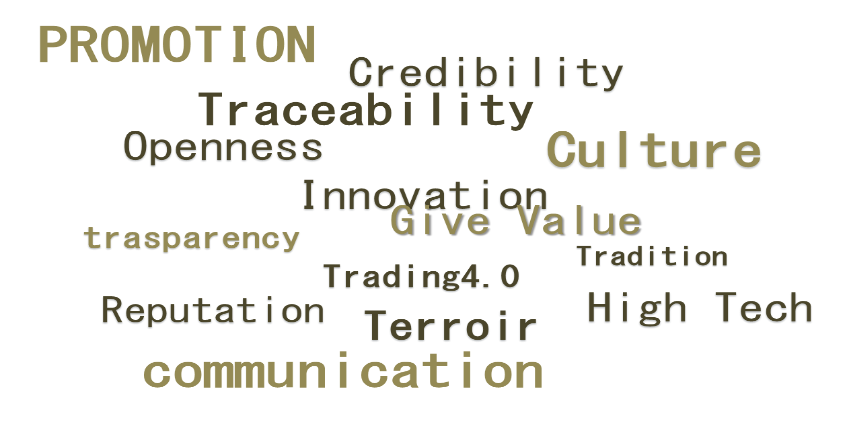 PROMOTION
Credibility
Traceability
Openness
Culture
Innovation
Give Value
trasparency
Tradition
Trading4.0
Reputation
High Tech
Terroir
communication